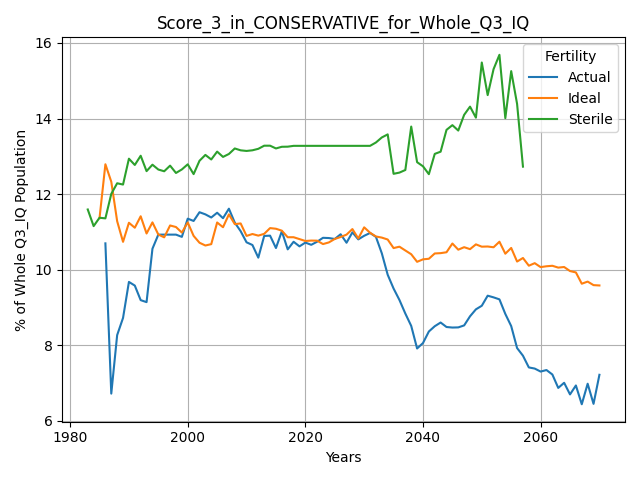 Score_3_in_CONSERVATIVE_for_Whole_Q3_IQ
Fertility
Actual
Ideal
Sterile
% of Whole Q3_IQ Population
16
14
12
10
8
6
1980
2000
2020
2040
2060
Years